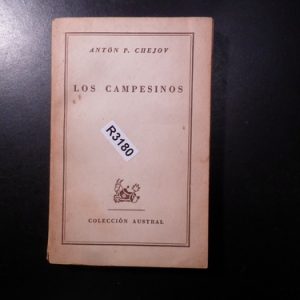 ANTÓN P. CHEJOV
LOS CAMPESINOS
R3180
COLECCIÓN AUSTRAL